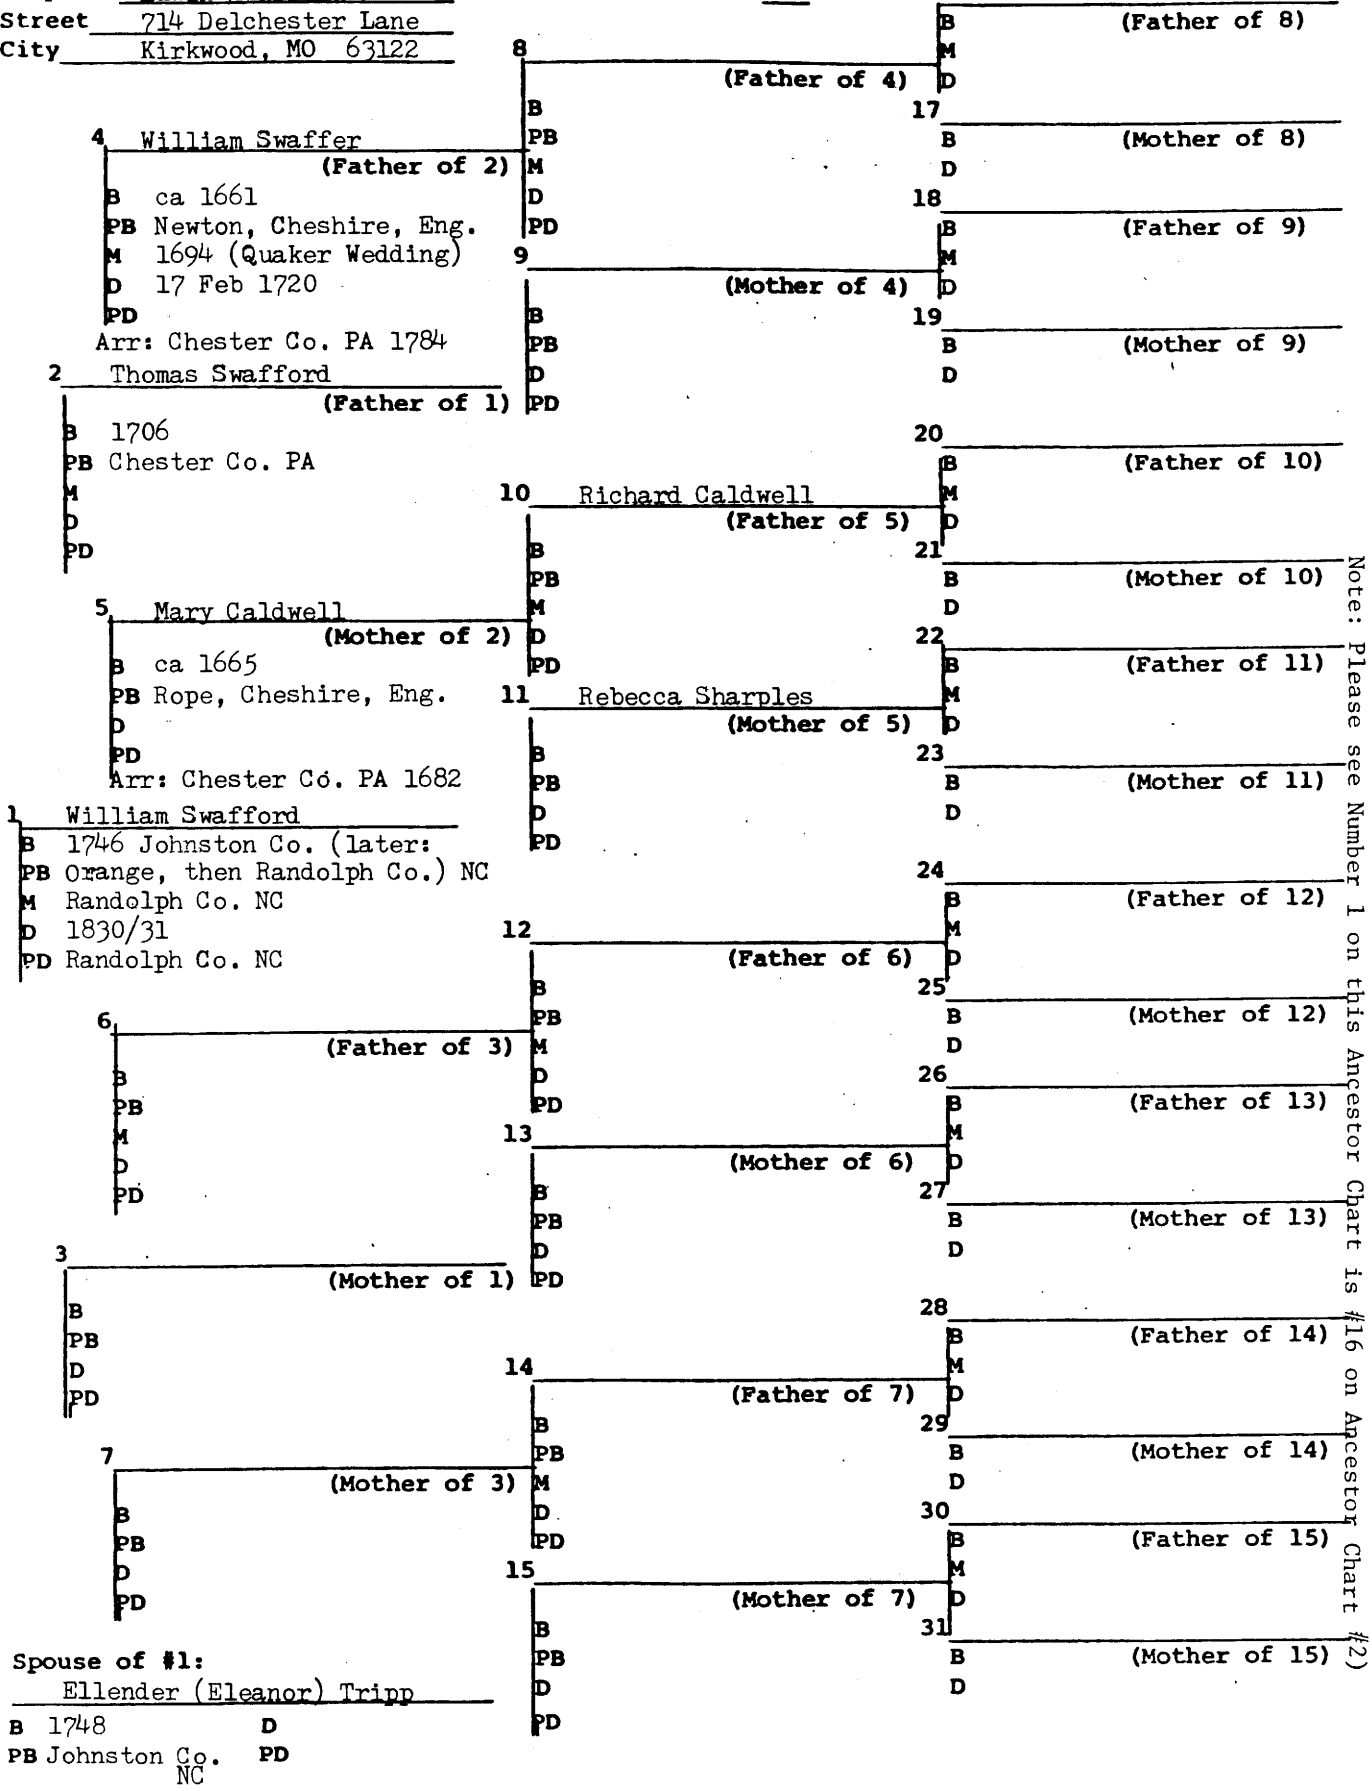 Street 714 Delchester Lane
City Kirkwood, MO 63122
4 William Swaffer
(Father of 2)
B ca 1661
PB Newton, Cheshire, Eng.
M 1694 (Quaker Wedding)
D 17 Feb 1720
PD
Arr: Chester Co. PA 1784
2 Thomas Swafford
(Father of 1)
B 1706
PB Chester Co. PA
M
D
PD
5 Mary Caldwell
(Mother of 2)
B ca 1665
PB Rope, Cheshire, Eng.
D
PD
Arr: Chester Co. PA 1682
1 William Swafford
B 1746 Johnston Co. (later:
PB Orange, then Randolph Co.) NC
M Randolph Co. NC
D 1830/31
PD Randolph Co. NC
6
(Father of 3)
B
PB
M
D
PD
3
(Mother of 1)
B
PB
D
PD
7
(Mother of 3)
B
PB
D
PD
Spouse of #1:
Ellender (Eleanor) Tripp
B 1748 D
PB Johnston Co. PD
NC
8
(Father of 4)
B
PB
M
D
PD
9
(Mother of 4)
B
PB
D
PD
10 Richard Caldwell
(Father of 5)
B
PB
M
D
PD
11 Rebecca Sharples
(Mother of 5)
B
PB
D
PD
12
(Father of 6)
B
PB
M
D
PD
13
(Mother of 6)
B
PB
D
PD
14
(Father of 7)
B
PB
M
D
PD
15
(Mother of 7)
B
PB
D
PD
B (Father of 8)
M
D
17
B (Mother of 8)
D
18
B (Father of 9)
M
D
19
B (Mother of 9)
D
20
B (Father of 10)
M
D
21
B (Mother of 10)
D
22
B (Father of 11)
M
D
23
B (Mother of 11)
D
24
B (Father of 12)
M
D
25
B (Mother of 12)
D
26
B (Father of 13)
M
D
27
B (Mother of 13)
D
28
B (Father of 14)
M
D
29
B (Mother of 14)
D
30
B (Father of 15)
M
D
31
B (Mother of 15)
D
Note: Please see Number 1 on this Ancestor Chart is #16 on Ancestor Chart #2)